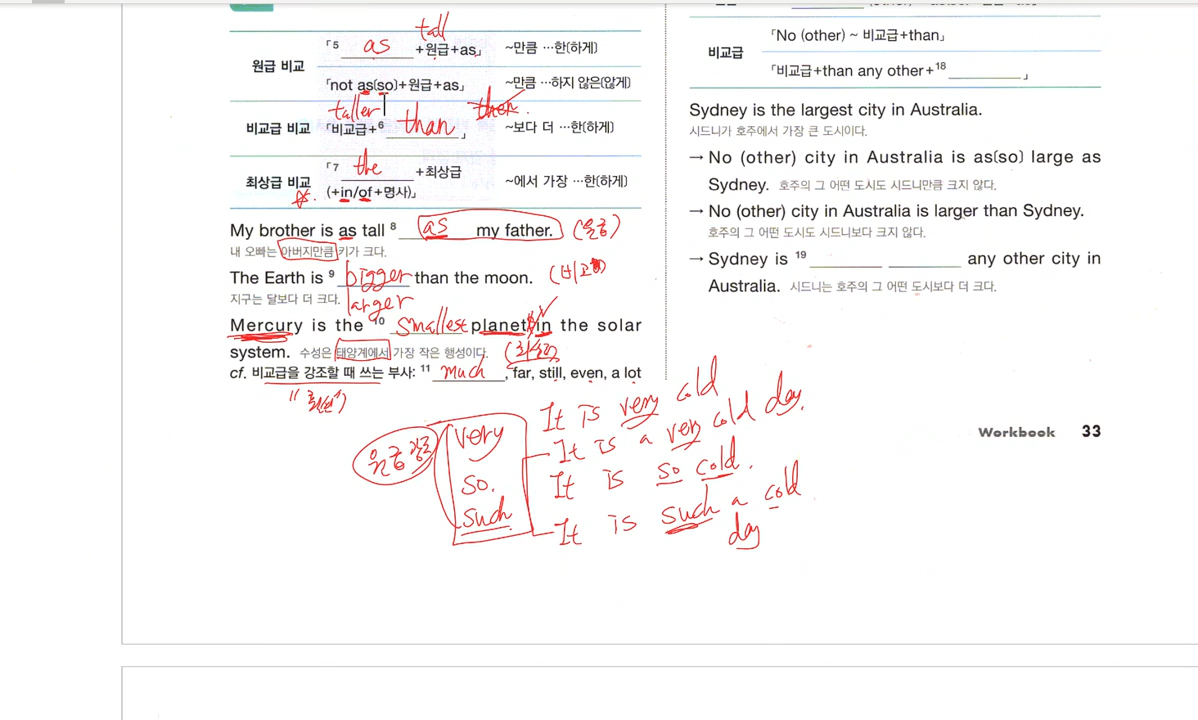 tall
「5 as +원급+as」 ~만큼 …한(하게)
원급 비교
「not as(so)+원급+as」 ~만큼 …하지 않은(않게)
taller then
비교급 비교 「비교급+6 than 」 ~보다 더 …한(하게)
「7 the +최상급
최상급 비교 (+in/of+명사)」 ~에서 가장 …한(하게)
My brother is as tall 8 as my father. (원급)
내 오빠는 아버지만큼 키가 크다.
The Earth is 9 bigger than the moon.
지구는 달보다 더 크다. larger
Mercury is the 10 smallest planet in the solar
system. 수성은 태양계에서 가장 작은 행성이다.
cf. 비교급을 강조할 때 쓰는 부사: 11 much , far, still, even, a lot
"훨씬"
원급 강조
very
so.
such
It is very cold
It is a very cold day.
It is so cold.
It is such a cold
day
「No (other) ~ 비교급+than」
비교급
「비교급+than any other+18 」
Sydney is the largest city in Australia.
시드니가 호주에서 가장 큰 도시이다.
→ No (other) city in Australia is as(so) large as
Sydney. 호주의 그 어떤 도시도 시드니만큼 크지 않다.
→ No (other) city in Australia is larger than Sydney.
호주의 그 어떤 도시도 시드니보다 크지 않다.
→ Sydney is 19 any other city in
Australia. 시드니는 호주의 그 어떤 도시보다 더 크다.
Workbook 33